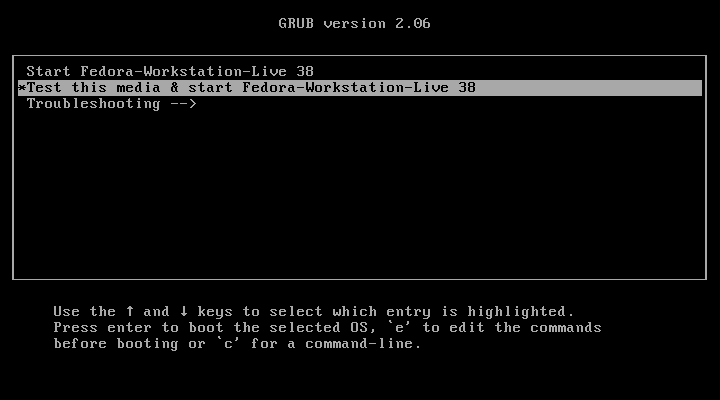 GRUB version 2.06
Start Fedora-Workstation-Live 38
*Test this media & start Fedora-Workstation-Live 38
Troubleshooting -->
Use the ↑ and ↓ keys to select which entry is highlighted.
Press enter to boot the selected OS, `e' to edit the commands
before booting or `c' for a command-line.